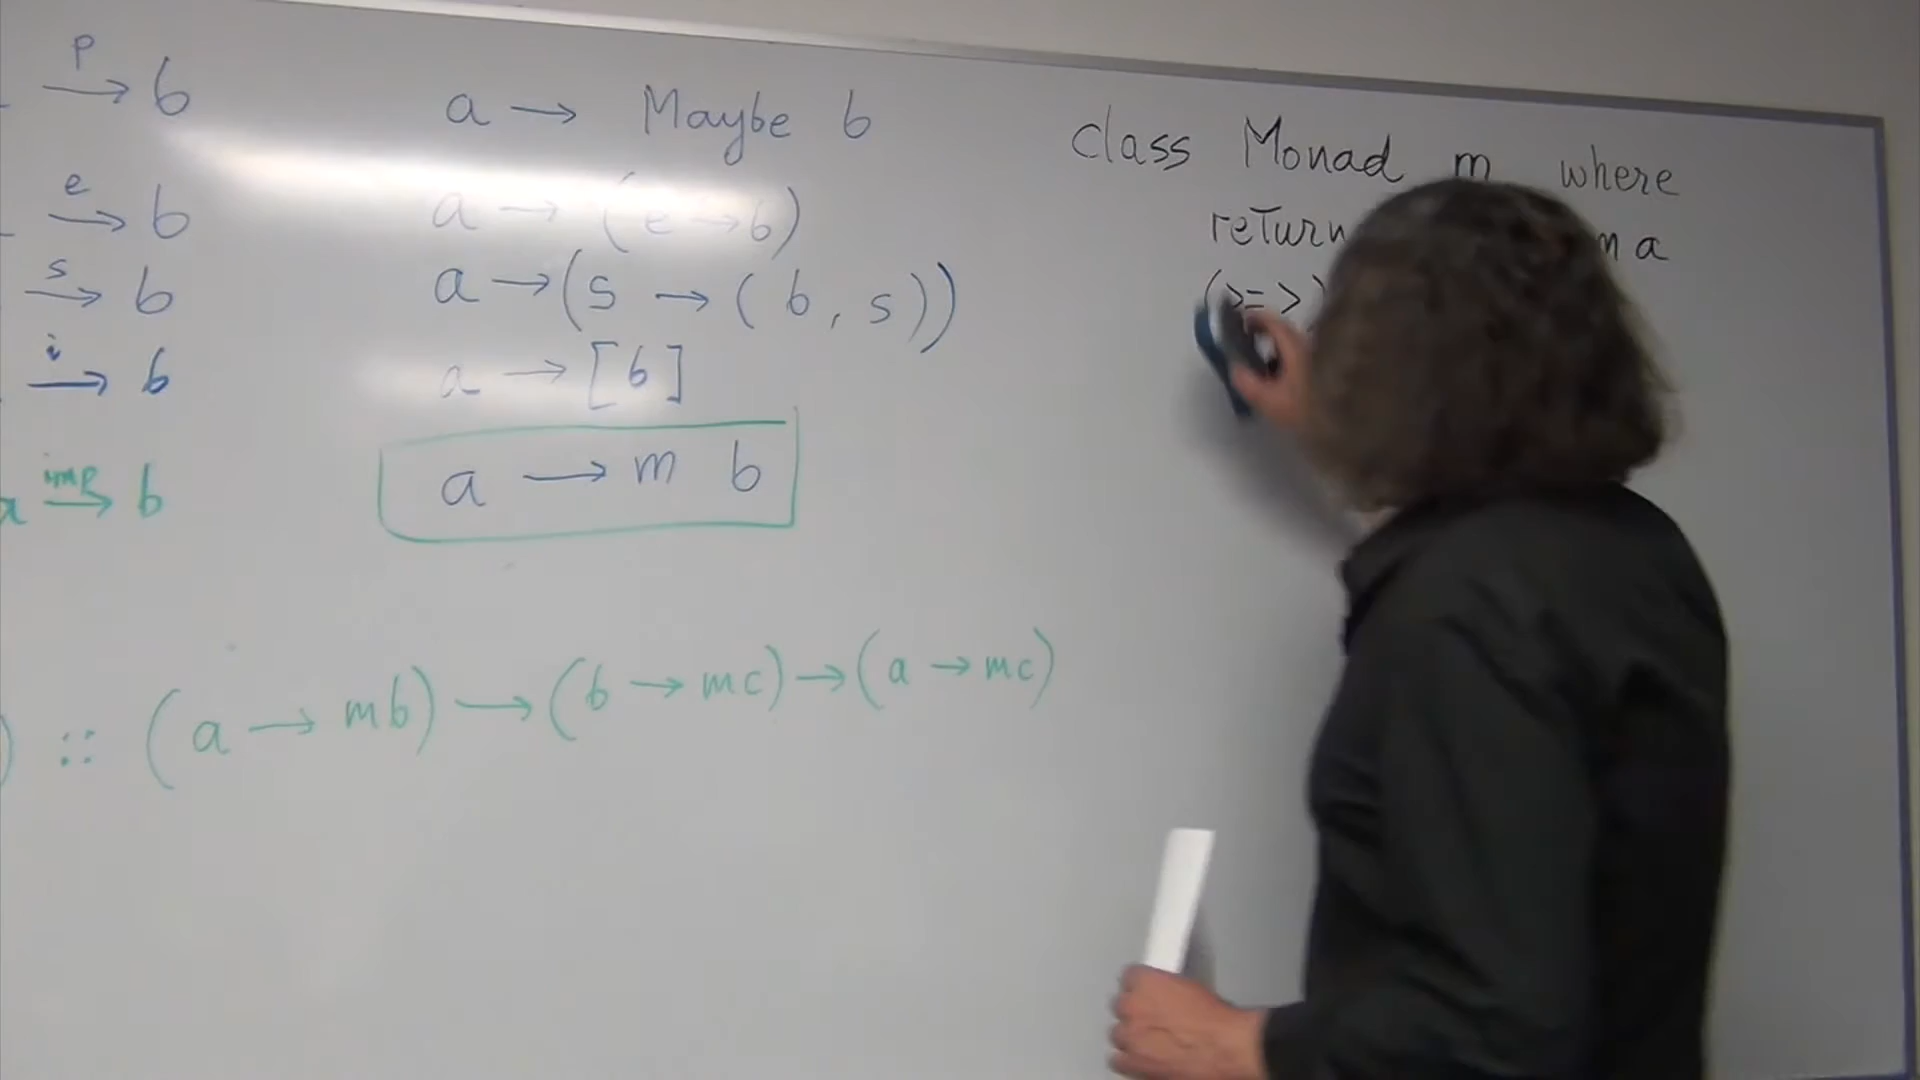 p
→ b
a → Maybe b
e
→ b
a → (e → b)
s
→ b
a → (s → (b, s))
i
→ b
a → [b]
imp
a → b
a → m b
) :: (a → mb) → (b → mc) → (a → mc)
class Monad m where
return m a
(>=>)